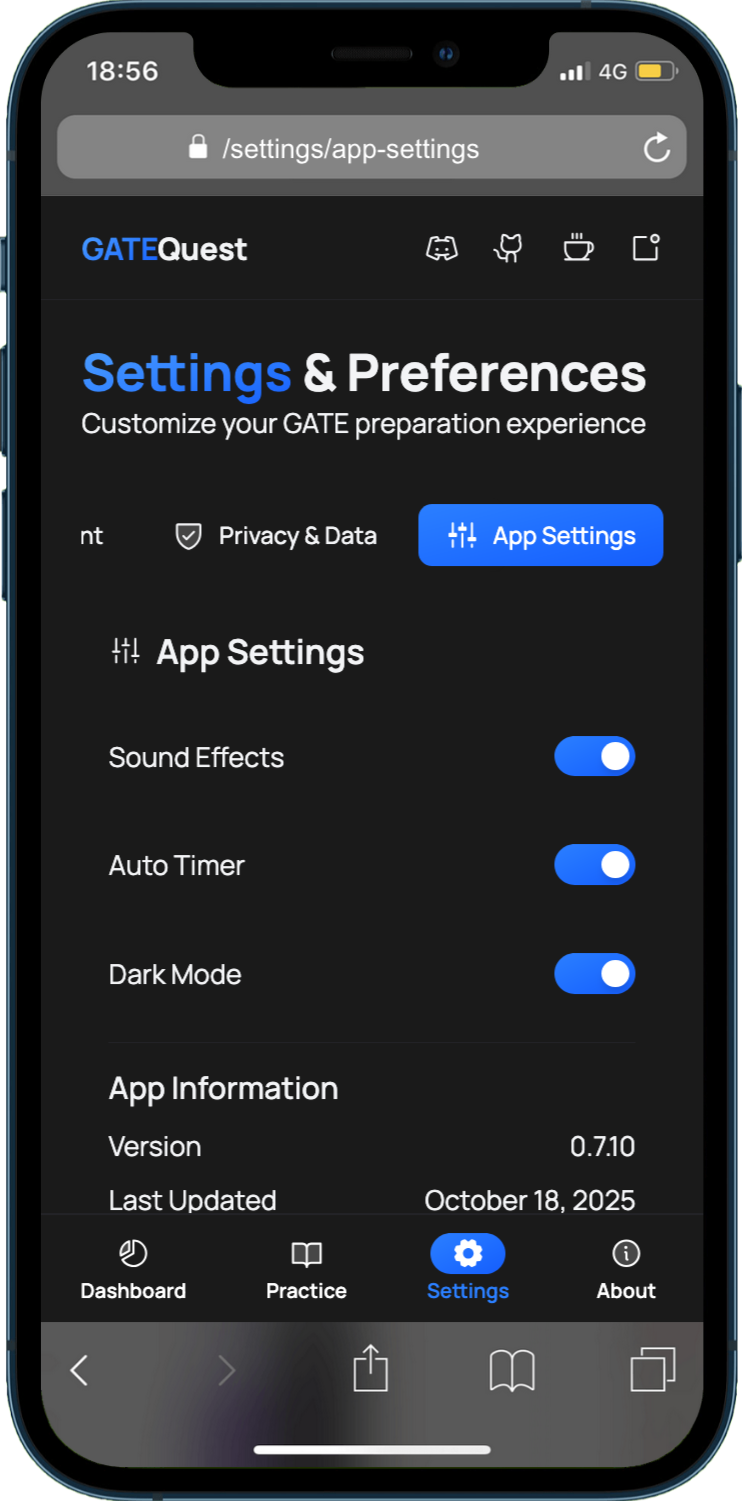 18:56
4G
/settings/app-settings
GATEQuest
Settings & Preferences
Customize your GATE preparation experience
nt
Privacy & Data
App Settings
App Settings
Sound Effects
Auto Timer
Dark Mode
App Information
Version 0.7.10
Last Updated October 18, 2025
Dashboard Practice Settings About